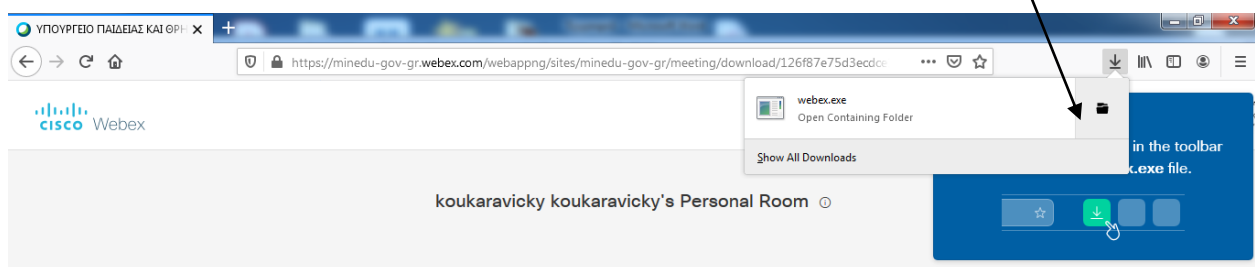 ΥΠΟΥΡΓΕΙΟ ΠΑΙΔΕΙΑΣ ΚΑΙ ΘΡΗ
https://minedu-gov-gr.webex.com/webappng/sites/minedu-gov-gr/meeting/download/126f87e75d3ecdce
webex.exe
Open Containing Folder
Show All Downloads
cisco Webex
in the toolbar
.exe file.
koukaravicky koukaravicky's Personal Room